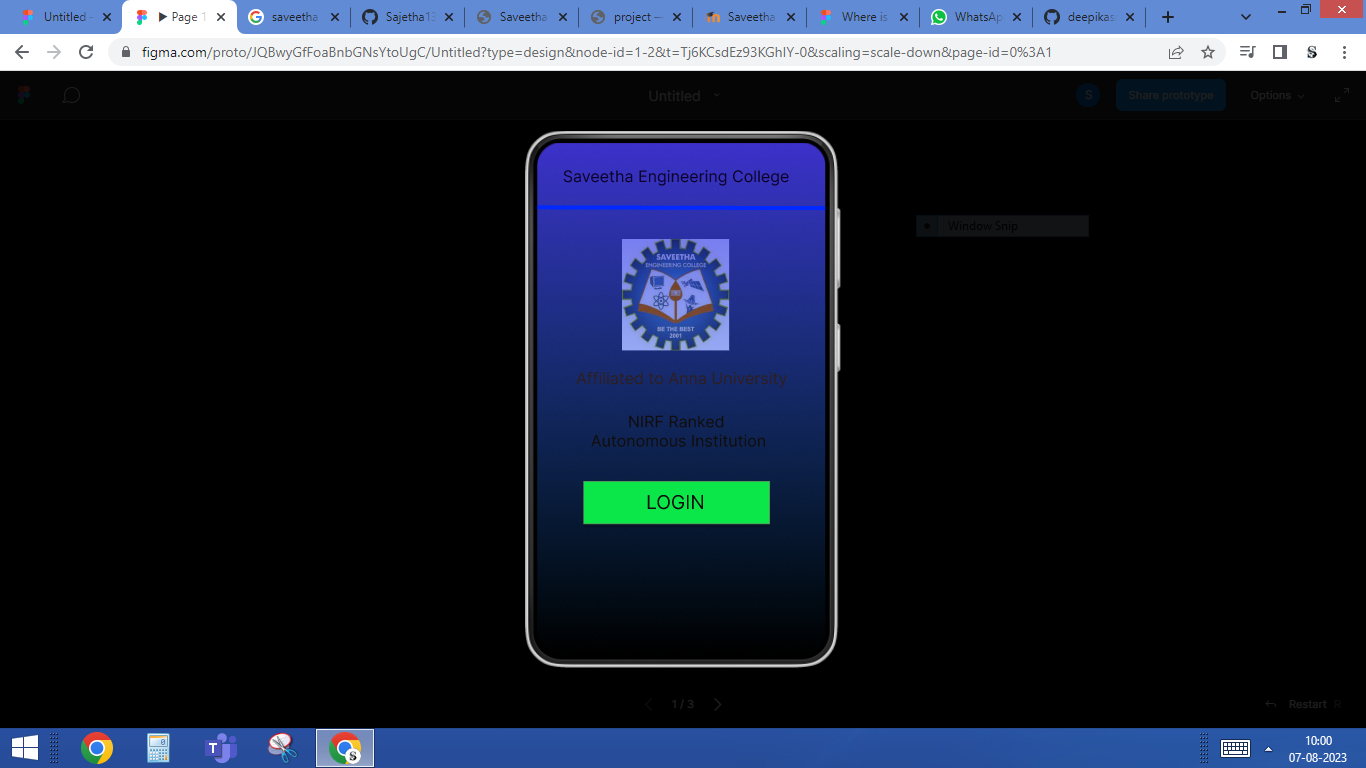 Untitled -
Page 1
saveetha
Sajetha13
Saveetha
project —
Saveetha
Where is
WhatsAp
deepikas
figma.com/proto/JQBwyGfFoaBnbGNsYtoUgC/Untitled?type=design&node-id=1-2&t=Tj6KCsdEz93KGhIY-0&scaling=scale-down&page-id=0%3A1
Untitled
S
Share prototype
Options
Saveetha Engineering College
Window Snip
SAVEETHA
ENGINEERING COLLEGE
BE THE BEST
2001
Affiliated to Anna University
NIRF Ranked
Autonomous Institution
LOGIN
1 / 3
Restart R
10:00
07-08-2023